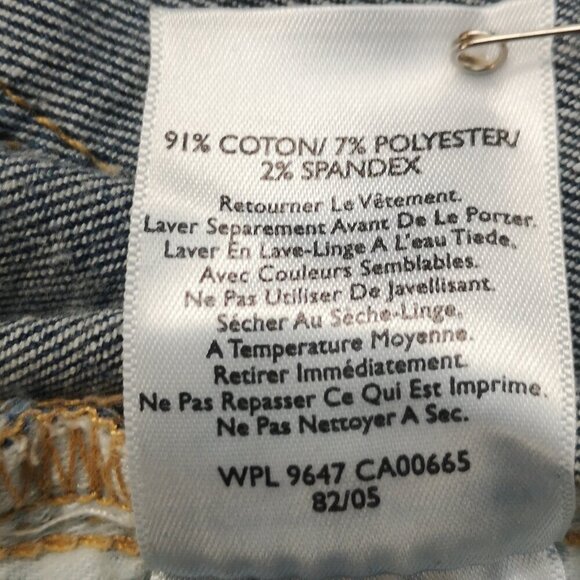 91% COTON/ 7% POLYESTER/
2% SPANDEX
Retourner Le Vêtement.
Laver Separement Avant De Le Porter.
Laver En Lave-Linge A L'eau Tiede,
Avec Couleurs Semblables.
Ne Pas Utiliser De Javellisant.
Sécher Au Sèche-Linge,
A Temperature Moyenne.
Retirer Immédiatement.
Ne Pas Repasser Ce Qui Est Imprime.
Ne Pas Nettoyer A Sec.
WPL 9647 CA00665
82/05